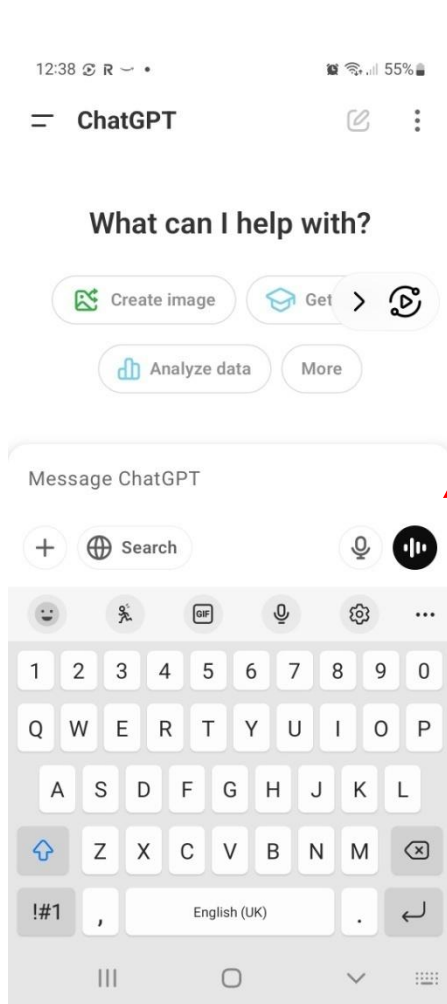 12:38 R 55%
ChatGPT
What can I help with?
Create image Get
Analyze data More
Message ChatGPT
Search
GIF
1 2 3 4 5 6 7 8 9 0
Q W E R T Y U I O P
A S D F G H J K L
Z X C V B N M
!#1 , English (UK) .